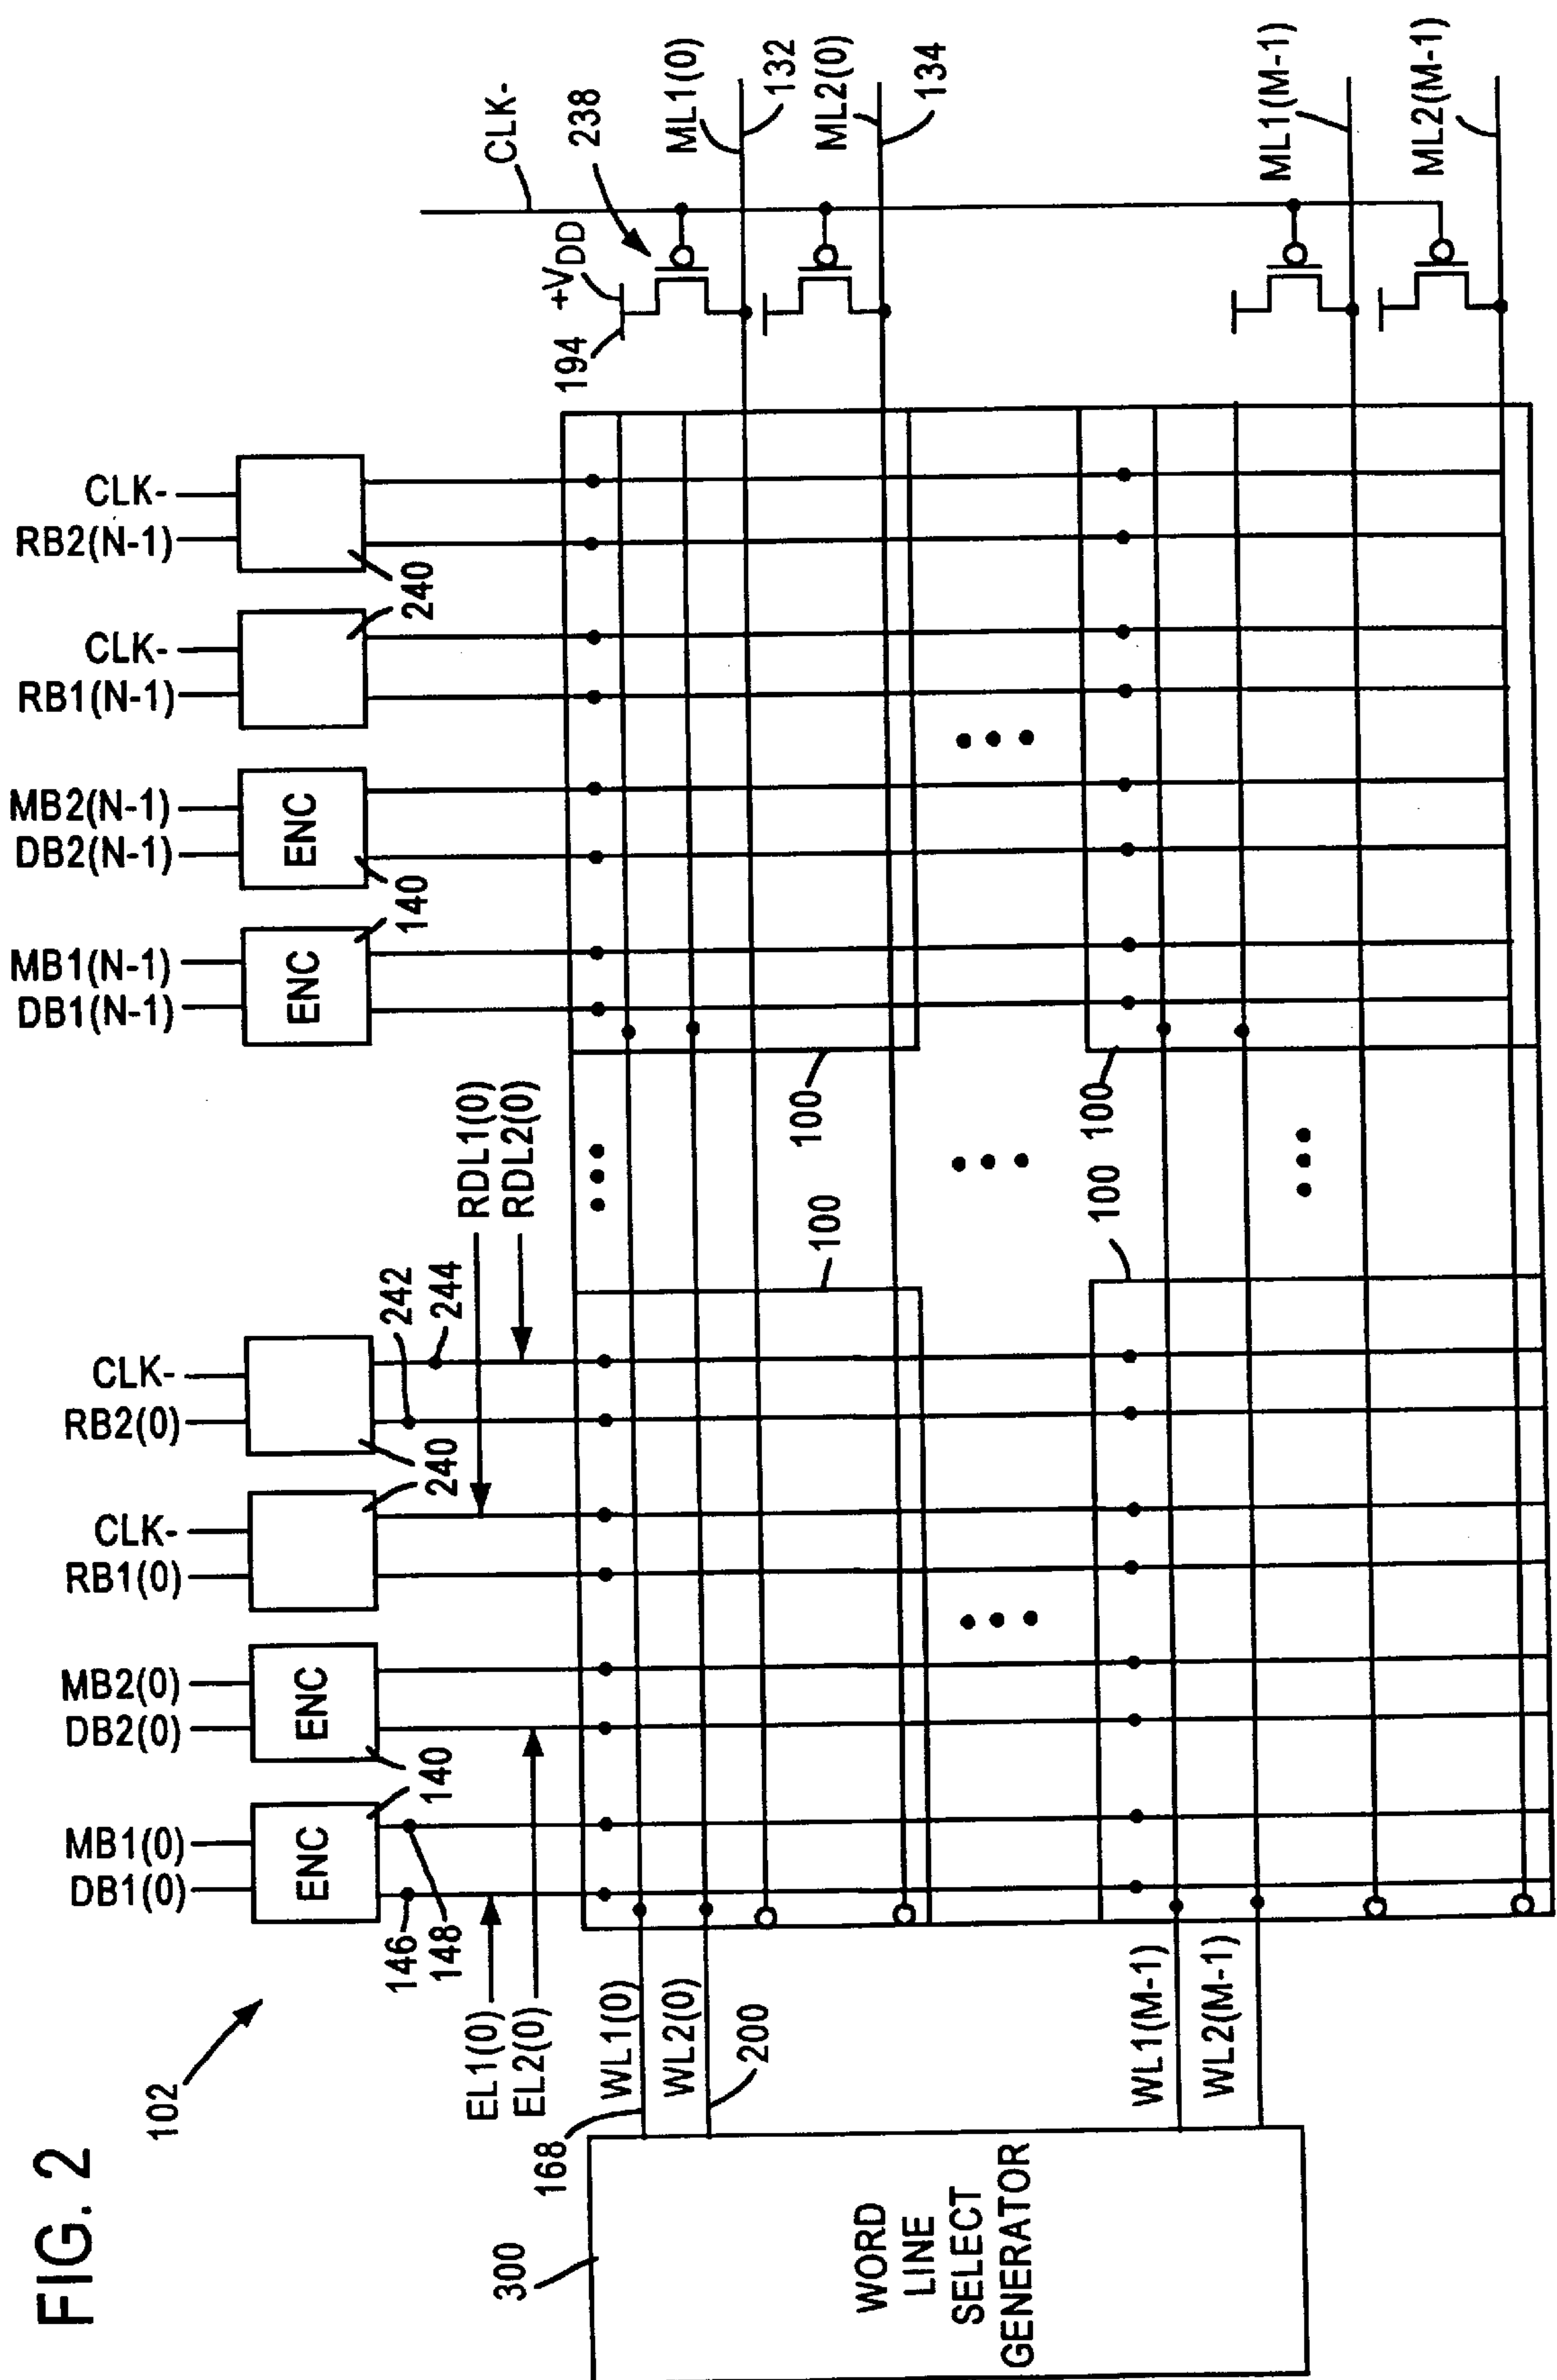 FIG. 2
102
DB1(0)
MB1(0)
DB2(0)
MB2(0)
RB1(0)
CLK-
RB2(0)
CLK-
DB1(N-1)
MB1(N-1)
DB2(N-1)
MB2(N-1)
RB1(N-1)
CLK-
RB2(N-1)
CLK-
ENC
ENC
ENC
ENC
140
240
140
240
146
148
242
244
EL1(0)
EL2(0)
RDL1(0)
RDL2(0)
CLK-
+VDD
238
194
ML1(0)
132
ML2(0)
134
ML1(M-1)
ML2(M-1)
168
WL1(0)
WL2(0)
200
WL1(M-1)
WL2(M-1)
100
100
100
100
300
WORD
LINE
SELECT
GENERATOR